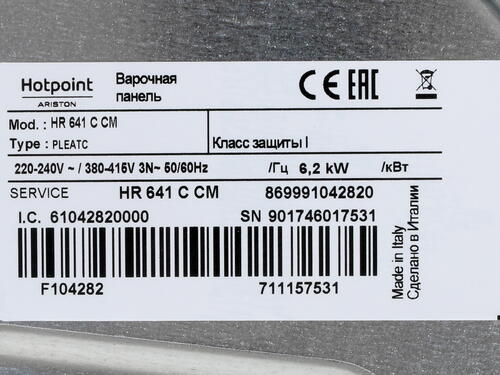 Hotpoint
ARISTON
Варочная
панель
CE EAC
Mod. : HR 641 C CM
Type : PLEATC
Класс защиты I
220-240V ~ / 380-415V 3N~ 50/60Hz /Гц 6,2 kW /кВт
SERVICE HR 641 C CM 869991042820
I.C. 61042820000 SN 901746017531
F104282 711157531
Made in Italy
Сделано в Италии